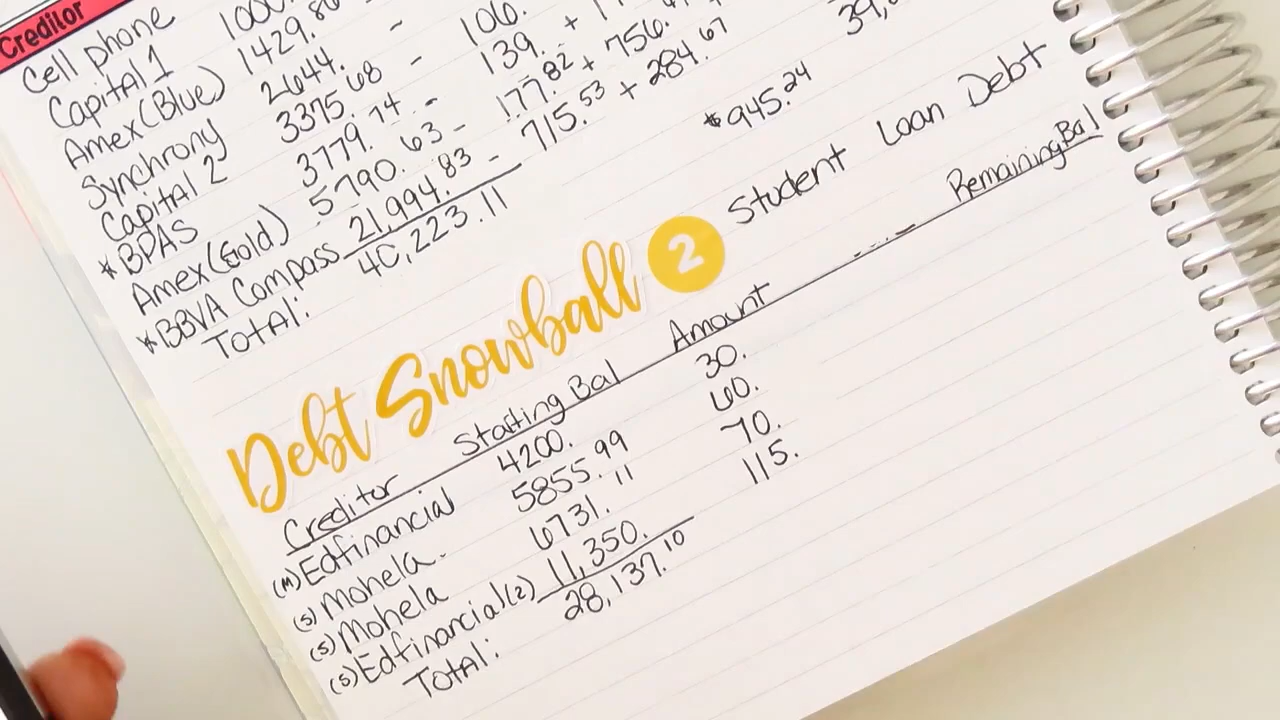 Creditor
Cell phone
Capital 1 1000.
Amex(Blue) 1429.80 -
Synchrony 2644. -
Capital 2 3375.68 - 106.
*BPAS 3779.74 - 139. +
Amex(Gold) 5790.63 - 177.82 + 756.
*BBVA Compass 21,994.83 - 715.53 + 284.67
Total: 40,223.11 $945.24
Debt Snowball 2 Student Loan Debt
Creditor Starting Bal Amount Remaining Bal
(M) Edfinancial 4200. 30.
(S) Mohela - 5855.99 60.
(S) Mohela 6731.11 70.
(S) Edfinancial(2) 11,350. 115.
Total: 28,137.10